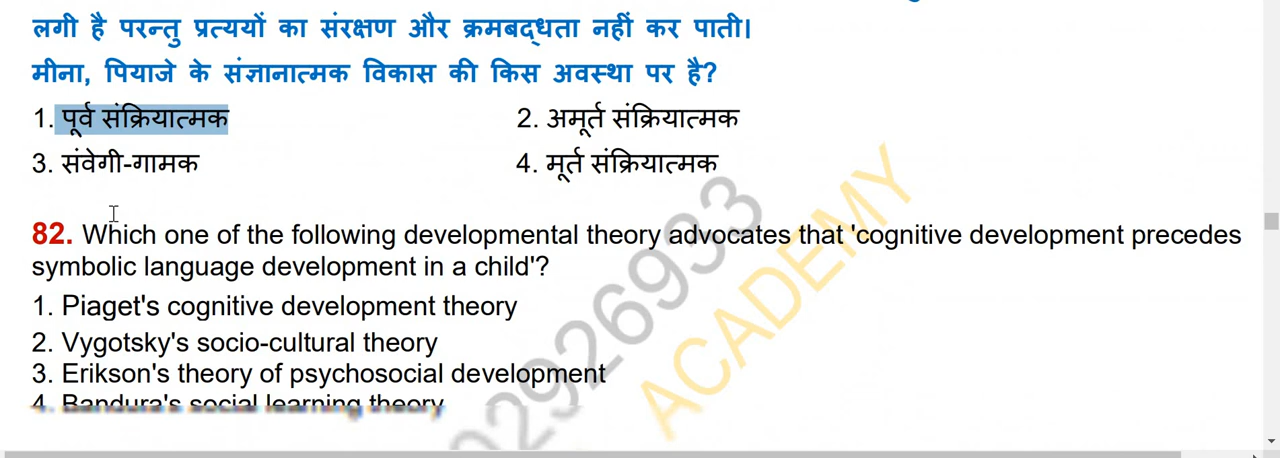 लगी है परन्तु प्रत्ययों का संरक्षण और क्रमबद्धता नहीं कर पाती।
मीना, पियाजे के संज्ञानात्मक विकास की किस अवस्था पर है?
1. पूर्व संक्रियात्मक 2. अमूर्त संक्रियात्मक
3. संवेगी-गामक 4. मूर्त संक्रियात्मक
82. Which one of the following developmental theory advocates that 'cognitive development precedes
symbolic language development in a child'?
1. Piaget's cognitive development theory
2. Vygotsky's socio-cultural theory
3. Erikson's theory of psychosocial development
4. Bandura's social learning theory
2926933
ACADEMY